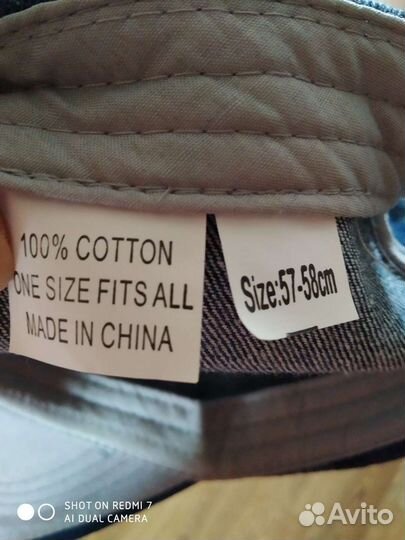 100% COTTON
ONE SIZE FITS ALL
MADE IN CHINA
Size:57-58cm
SHOT ON REDMI 7
AI DUAL CAMERA
Avito